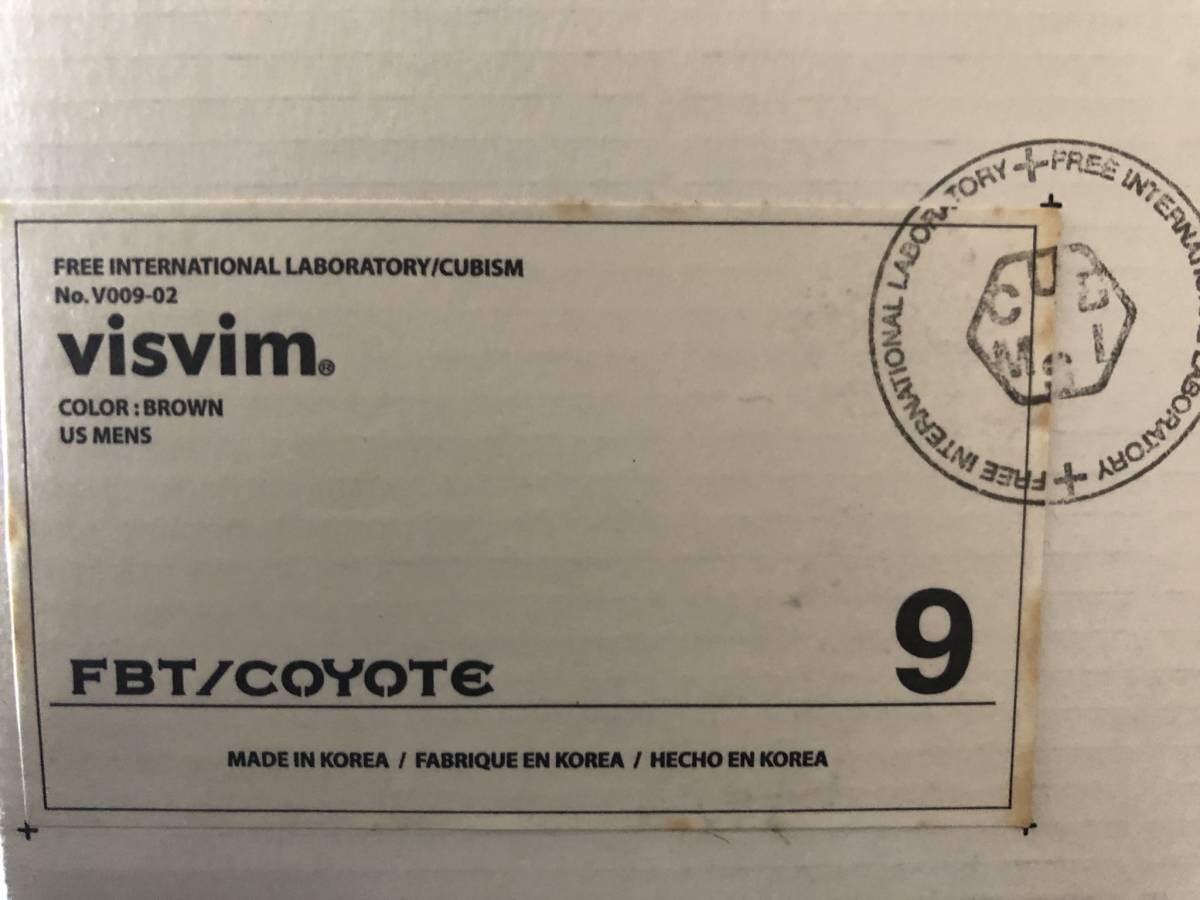 FREE INTERNATIONAL LABORATORY/CUBISM
No. V009-02
visvim®
COLOR : BROWN
US MENS
FBT/COYOTE
9
MADE IN KOREA / FABRIQUE EN KOREA / HECHO EN KOREA
FREE INTERNATIONAL LABORATORY + FREE INTERNATIONAL LABORATORY +